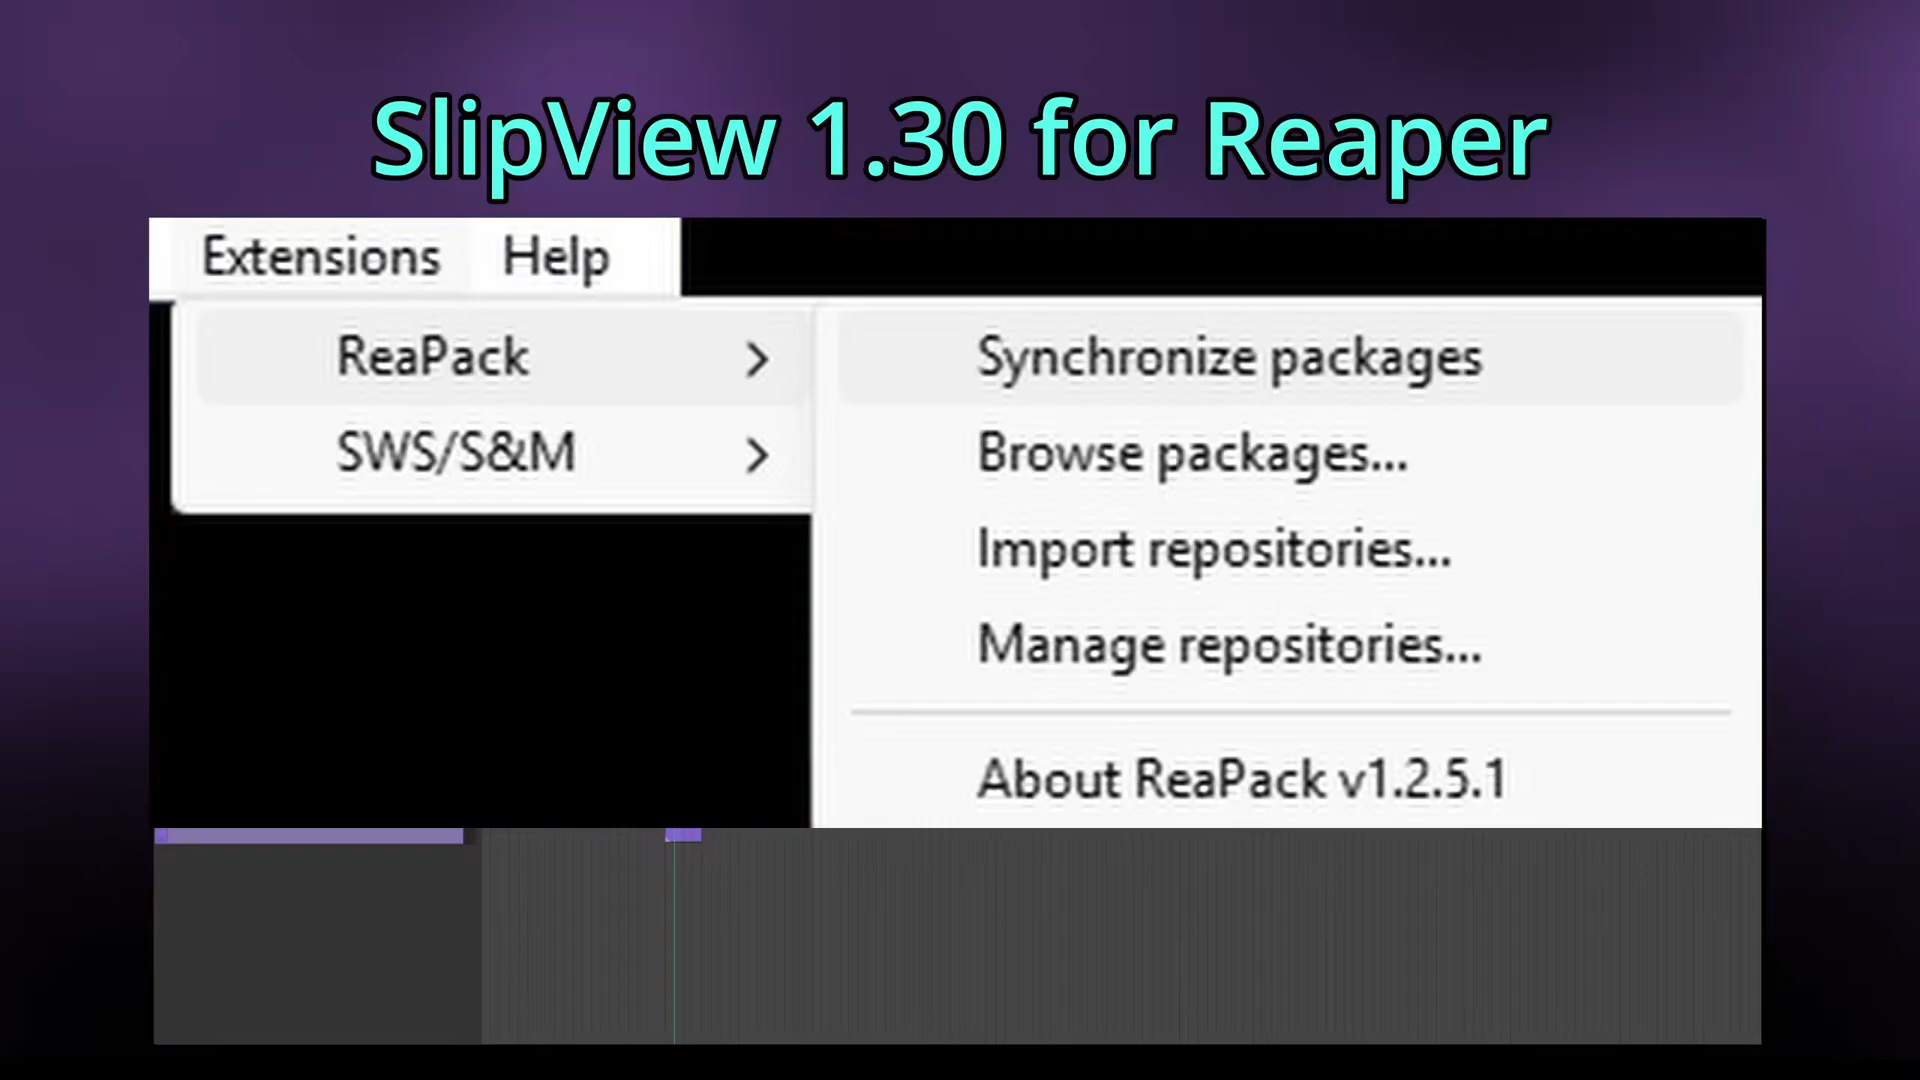 SlipView 1.30 for Reaper
Extensions Help
ReaPack
SWS/S&M
Synchronize packages
Browse packages...
Import repositories...
Manage repositories...
About ReaPack v1.2.5.1